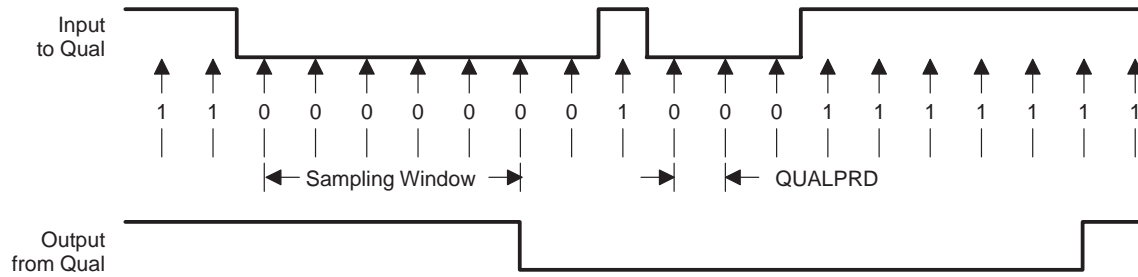 Input
to Qual
1 1 0 0 0 0 0 0 0 1 0 0 0 1 1 1 1 1 1 1
Sampling Window
QUALPRD
Output
from Qual